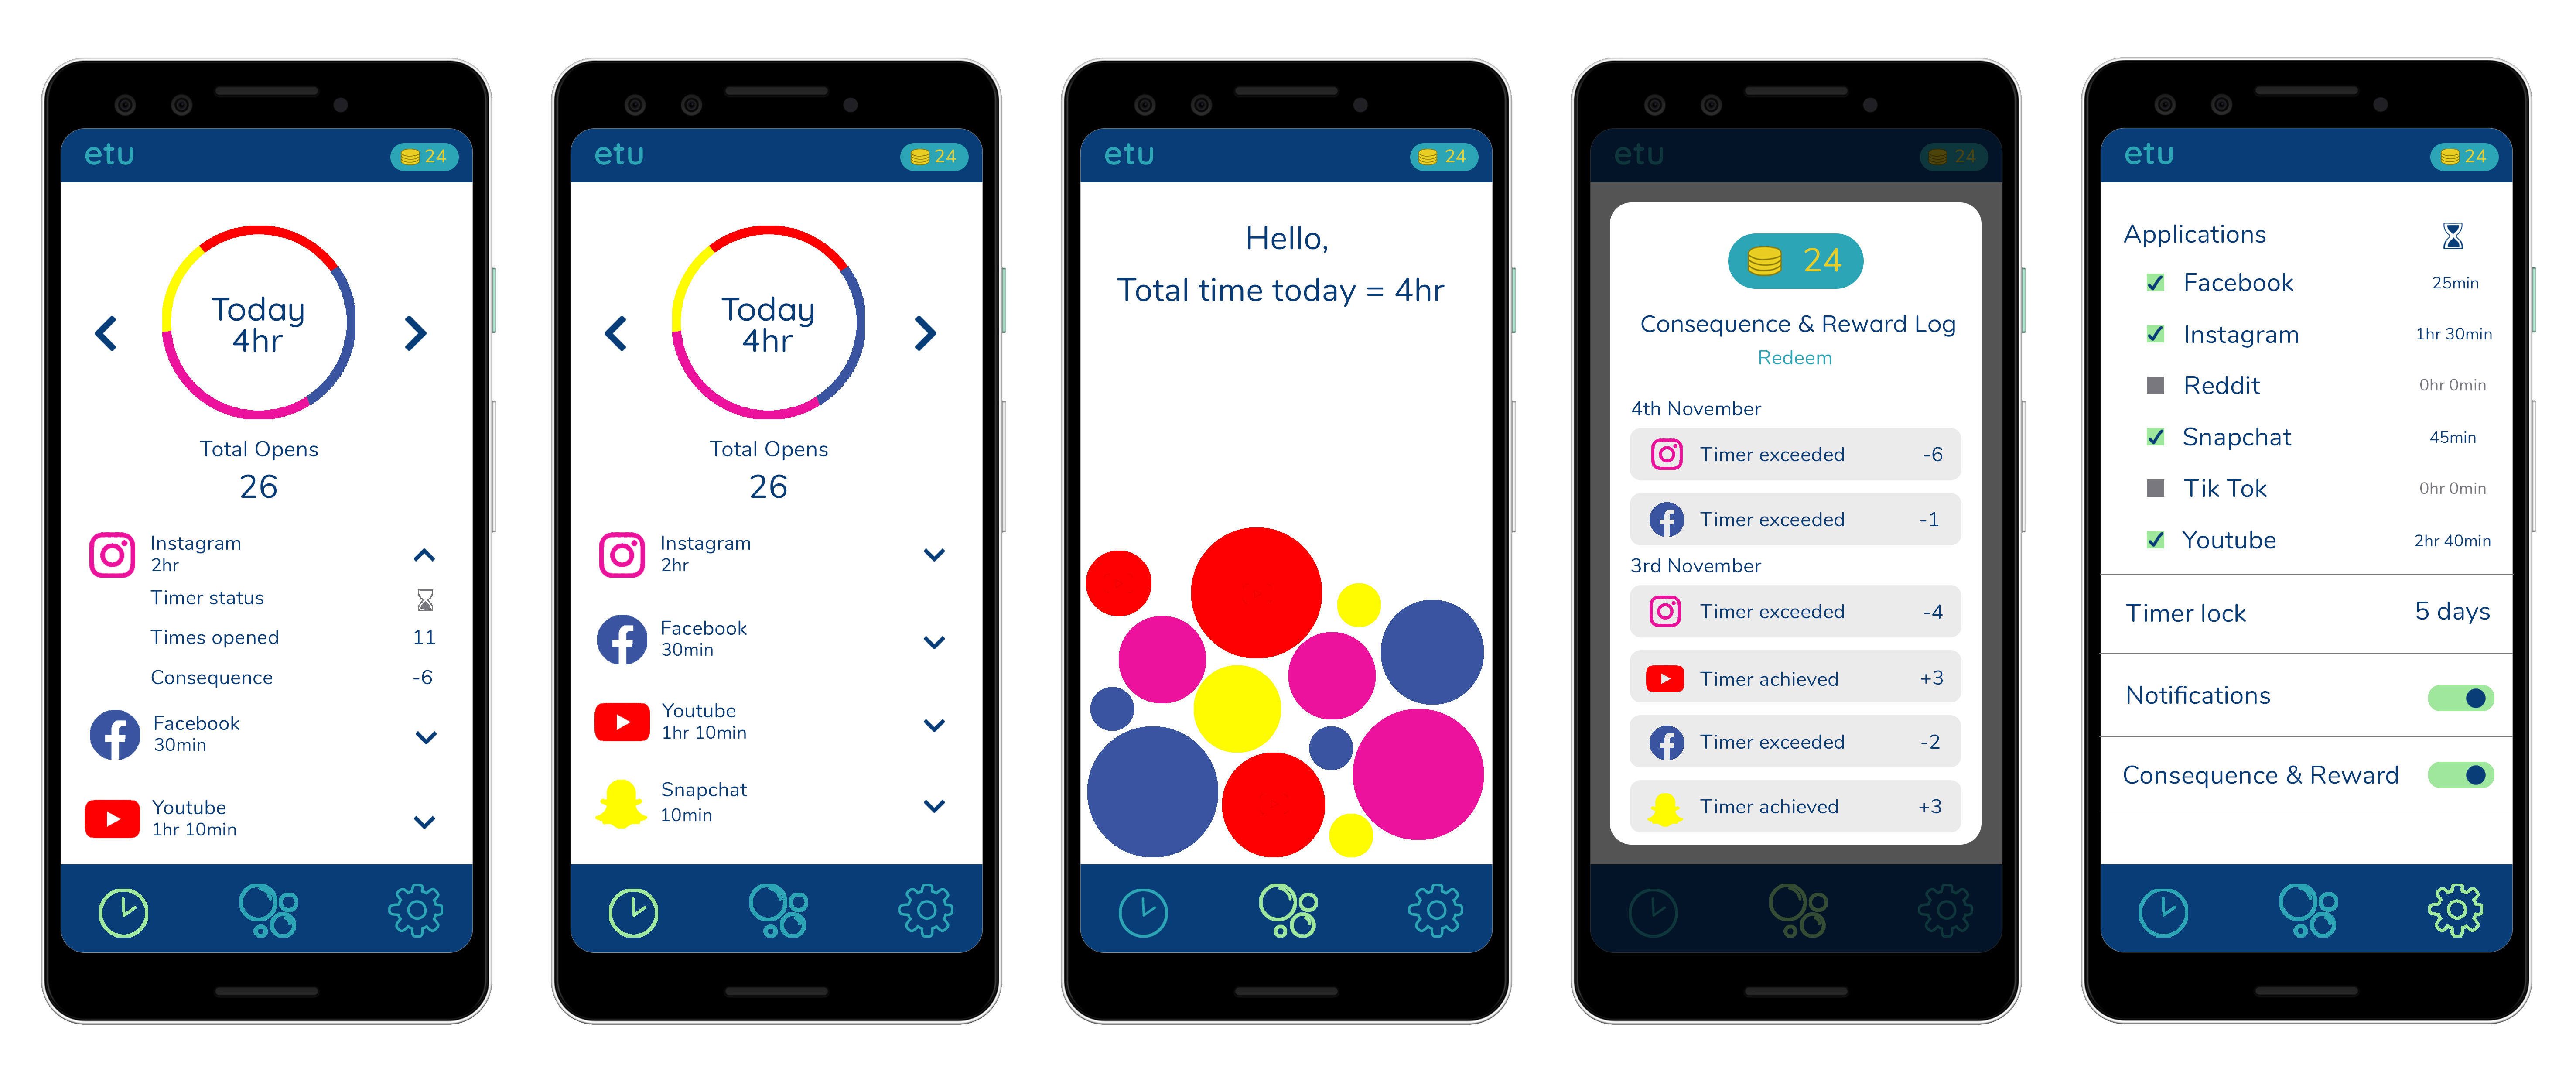 etu
24
Today
4hr
Total Opens
26
Instagram
2hr
Timer status
Times opened 11
Consequence -6
Facebook
30min
Youtube
1hr 10min
etu
24
Today
4hr
Total Opens
26
Instagram
2hr
Facebook
30min
Youtube
1hr 10min
Snapchat
10min
etu
24
Hello,
Total time today = 4hr
etu
24
24
Consequence & Reward Log
Redeem
4th November
Timer exceeded -6
Timer exceeded -1
3rd November
Timer exceeded -4
Timer achieved +3
Timer exceeded -2
Timer achieved +3
etu
24
Applications
Facebook 25min
Instagram 1hr 30min
Reddit 0hr 0min
Snapchat 45min
Tik Tok 0hr 0min
Youtube 2hr 40min
Timer lock 5 days
Notifications
Consequence & Reward